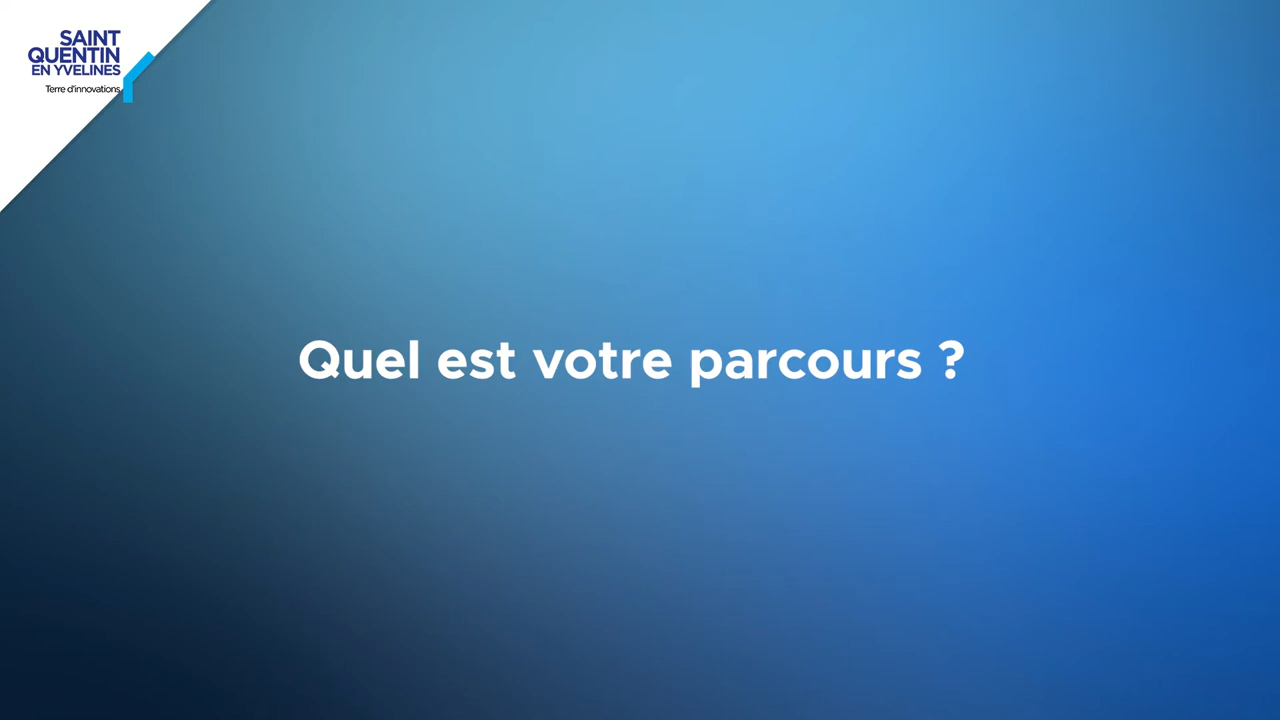 SAINT
QUENTIN
EN YVELINES
Terre d'innovations
Quel est votre parcours ?